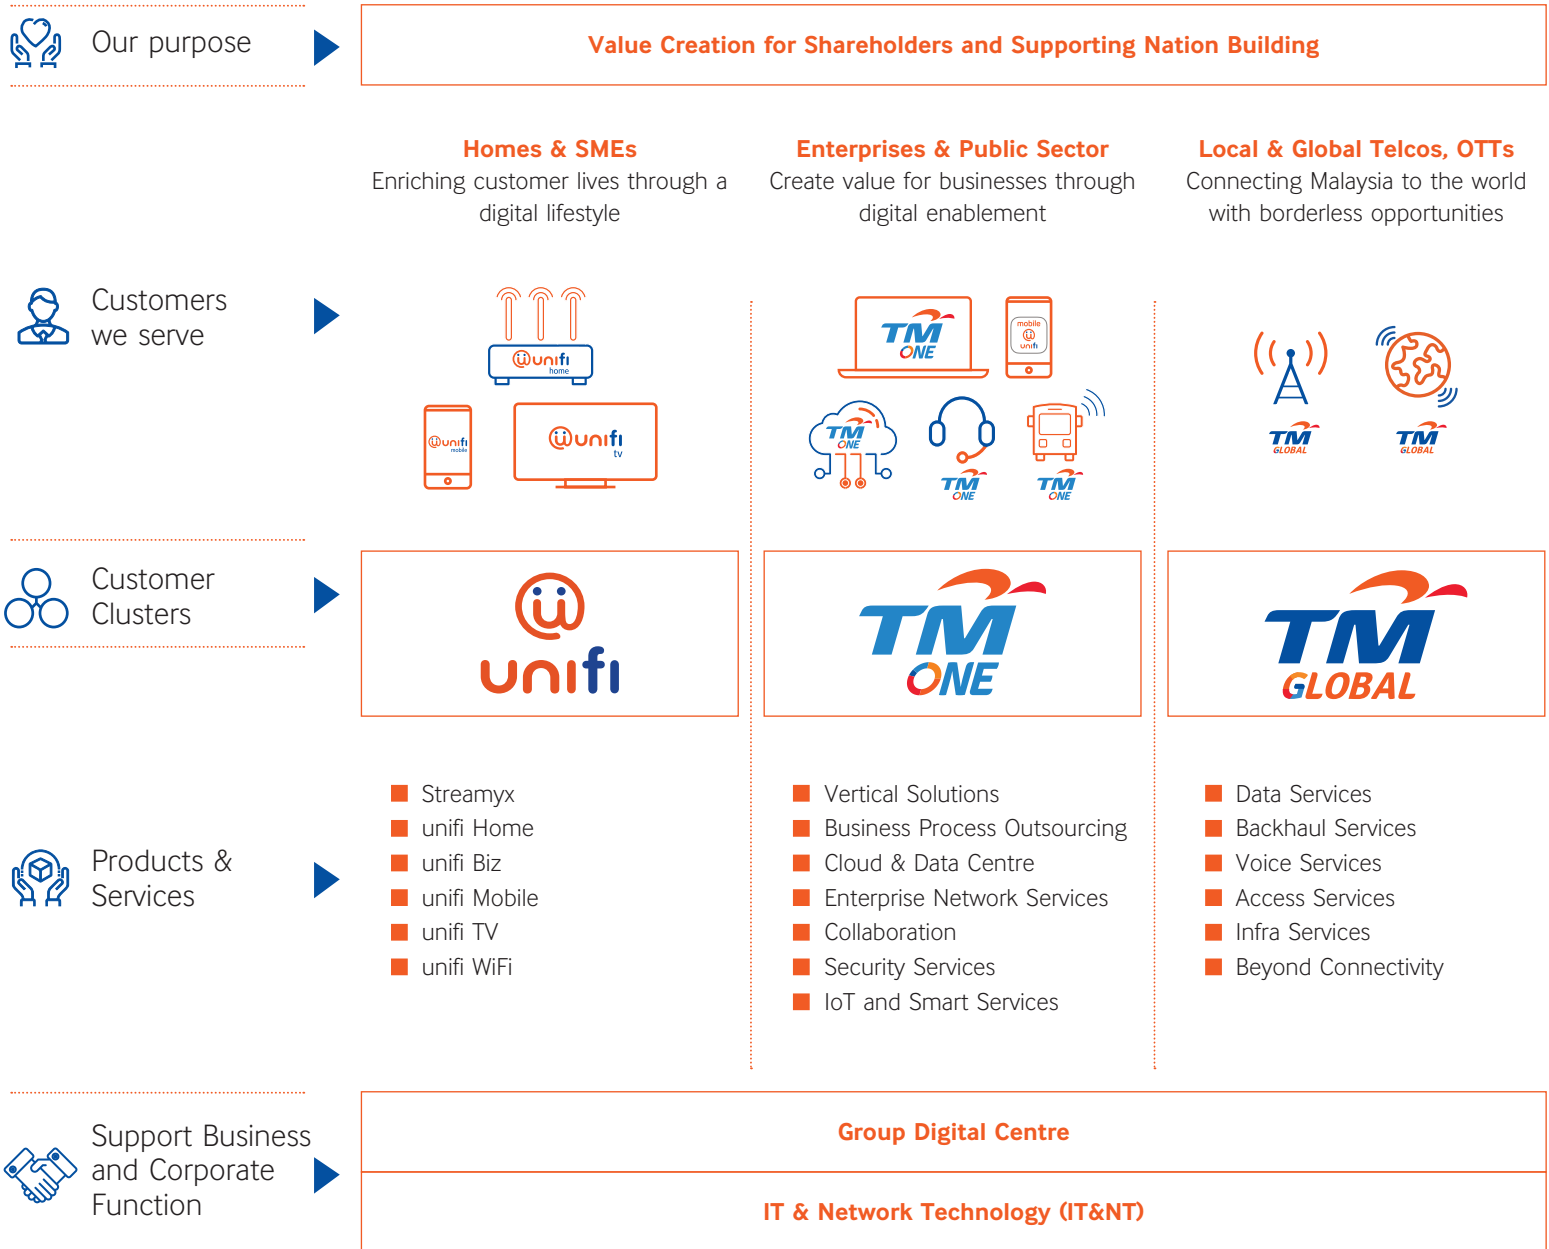 Our purpose
Value Creation for Shareholders and Supporting Nation Building
Homes & SMEs
Enriching customer lives through a
digital lifestyle
Enterprises & Public Sector
Create value for businesses through
digital enablement
Local & Global Telcos, OTTs
Connecting Malaysia to the world
with borderless opportunities
Customers
we serve
unifi
home
unifi
mobile
unifi
tv
TM
ONE
mobile
unifi
TM
ONE
TM
ONE
TM
ONE
TM
GLOBAL
TM
GLOBAL
Customer
Clusters
unifi
TM
ONE
TM
GLOBAL
Products &
Services
Streamyx
unifi Home
unifi Biz
unifi Mobile
unifi TV
unifi WiFi
Vertical Solutions
Business Process Outsourcing
Cloud & Data Centre
Enterprise Network Services
Collaboration
Security Services
IoT and Smart Services
Data Services
Backhaul Services
Voice Services
Access Services
Infra Services
Beyond Connectivity
Support Business
and Corporate
Function
Group Digital Centre
IT & Network Technology (IT&NT)